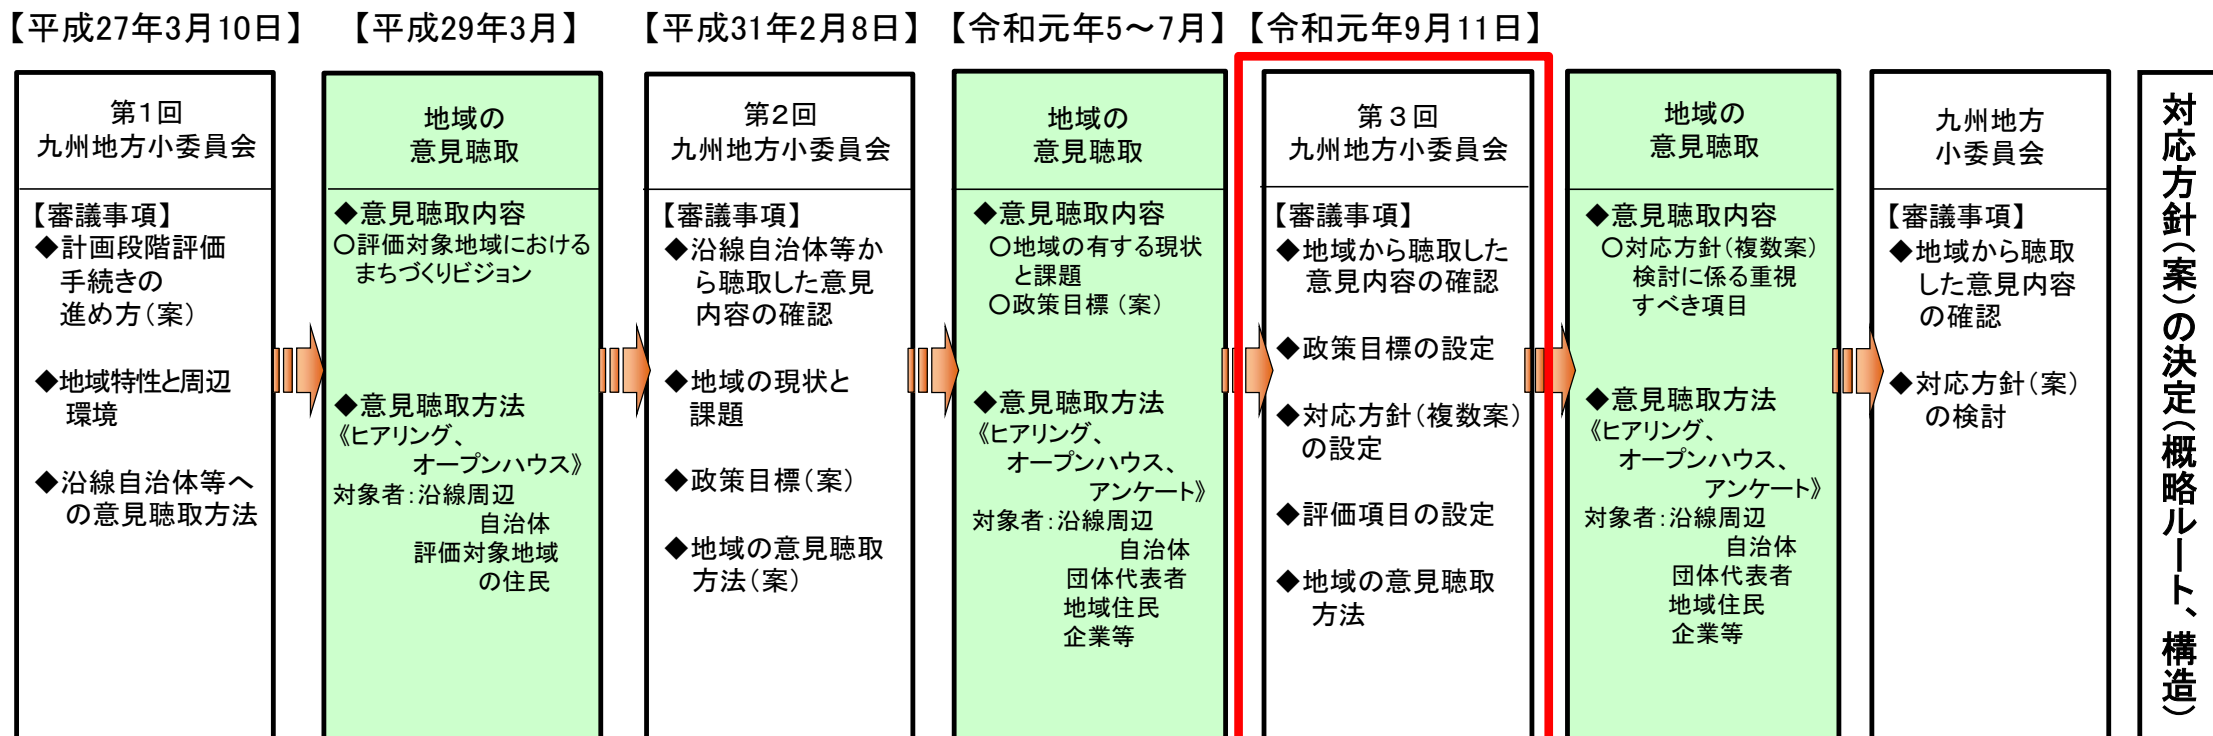 【平成27年3月10日】
【平成29年3月】
【平成31年2月8日】
【令和元年5～7月】
【令和元年9月11日】
第1回
九州地方小委員会
【審議事項】
◆計画段階評価
手続きの
進め方(案)
◆地域特性と周辺
環境
◆沿線自治体等へ
の意見聴取方法
地域の
意見聴取
◆意見聴取内容
○評価対象地域における
まちづくりビジョン
◆意見聴取方法
《ヒアリング、
オープンハウス》
対象者:沿線周辺
自治体
評価対象地域
の住民
第2回
九州地方小委員会
【審議事項】
◆沿線自治体等か
ら聴取した意見
内容の確認
◆地域の現状と
課題
◆政策目標(案)
◆地域の意見聴取
方法(案)
地域の
意見聴取
◆意見聴取内容
○地域の有する現状
と課題
○政策目標(案)
◆意見聴取方法
《ヒアリング、
オープンハウス、
アンケート》
対象者:沿線周辺
自治体
団体代表者
地域住民
企業等
第３回
九州地方小委員会
【審議事項】
◆地域から聴取した
意見内容の確認
◆政策目標の設定
◆対応方針(複数案)
の設定
◆評価項目の設定
◆地域の意見聴取
方法
地域の
意見聴取
◆意見聴取内容
○対応方針(複数案)
検討に係る重視
すべき項目
◆意見聴取方法
《ヒアリング、
オープンハウス、
アンケート》
対象者:沿線周辺
自治体
団体代表者
地域住民
企業等
九州地方
小委員会
【審議事項】
◆地域から聴取
した意見内容
の確認
◆対応方針(案)
の検討
対応方針(案)の決定(概略ルート、構造)